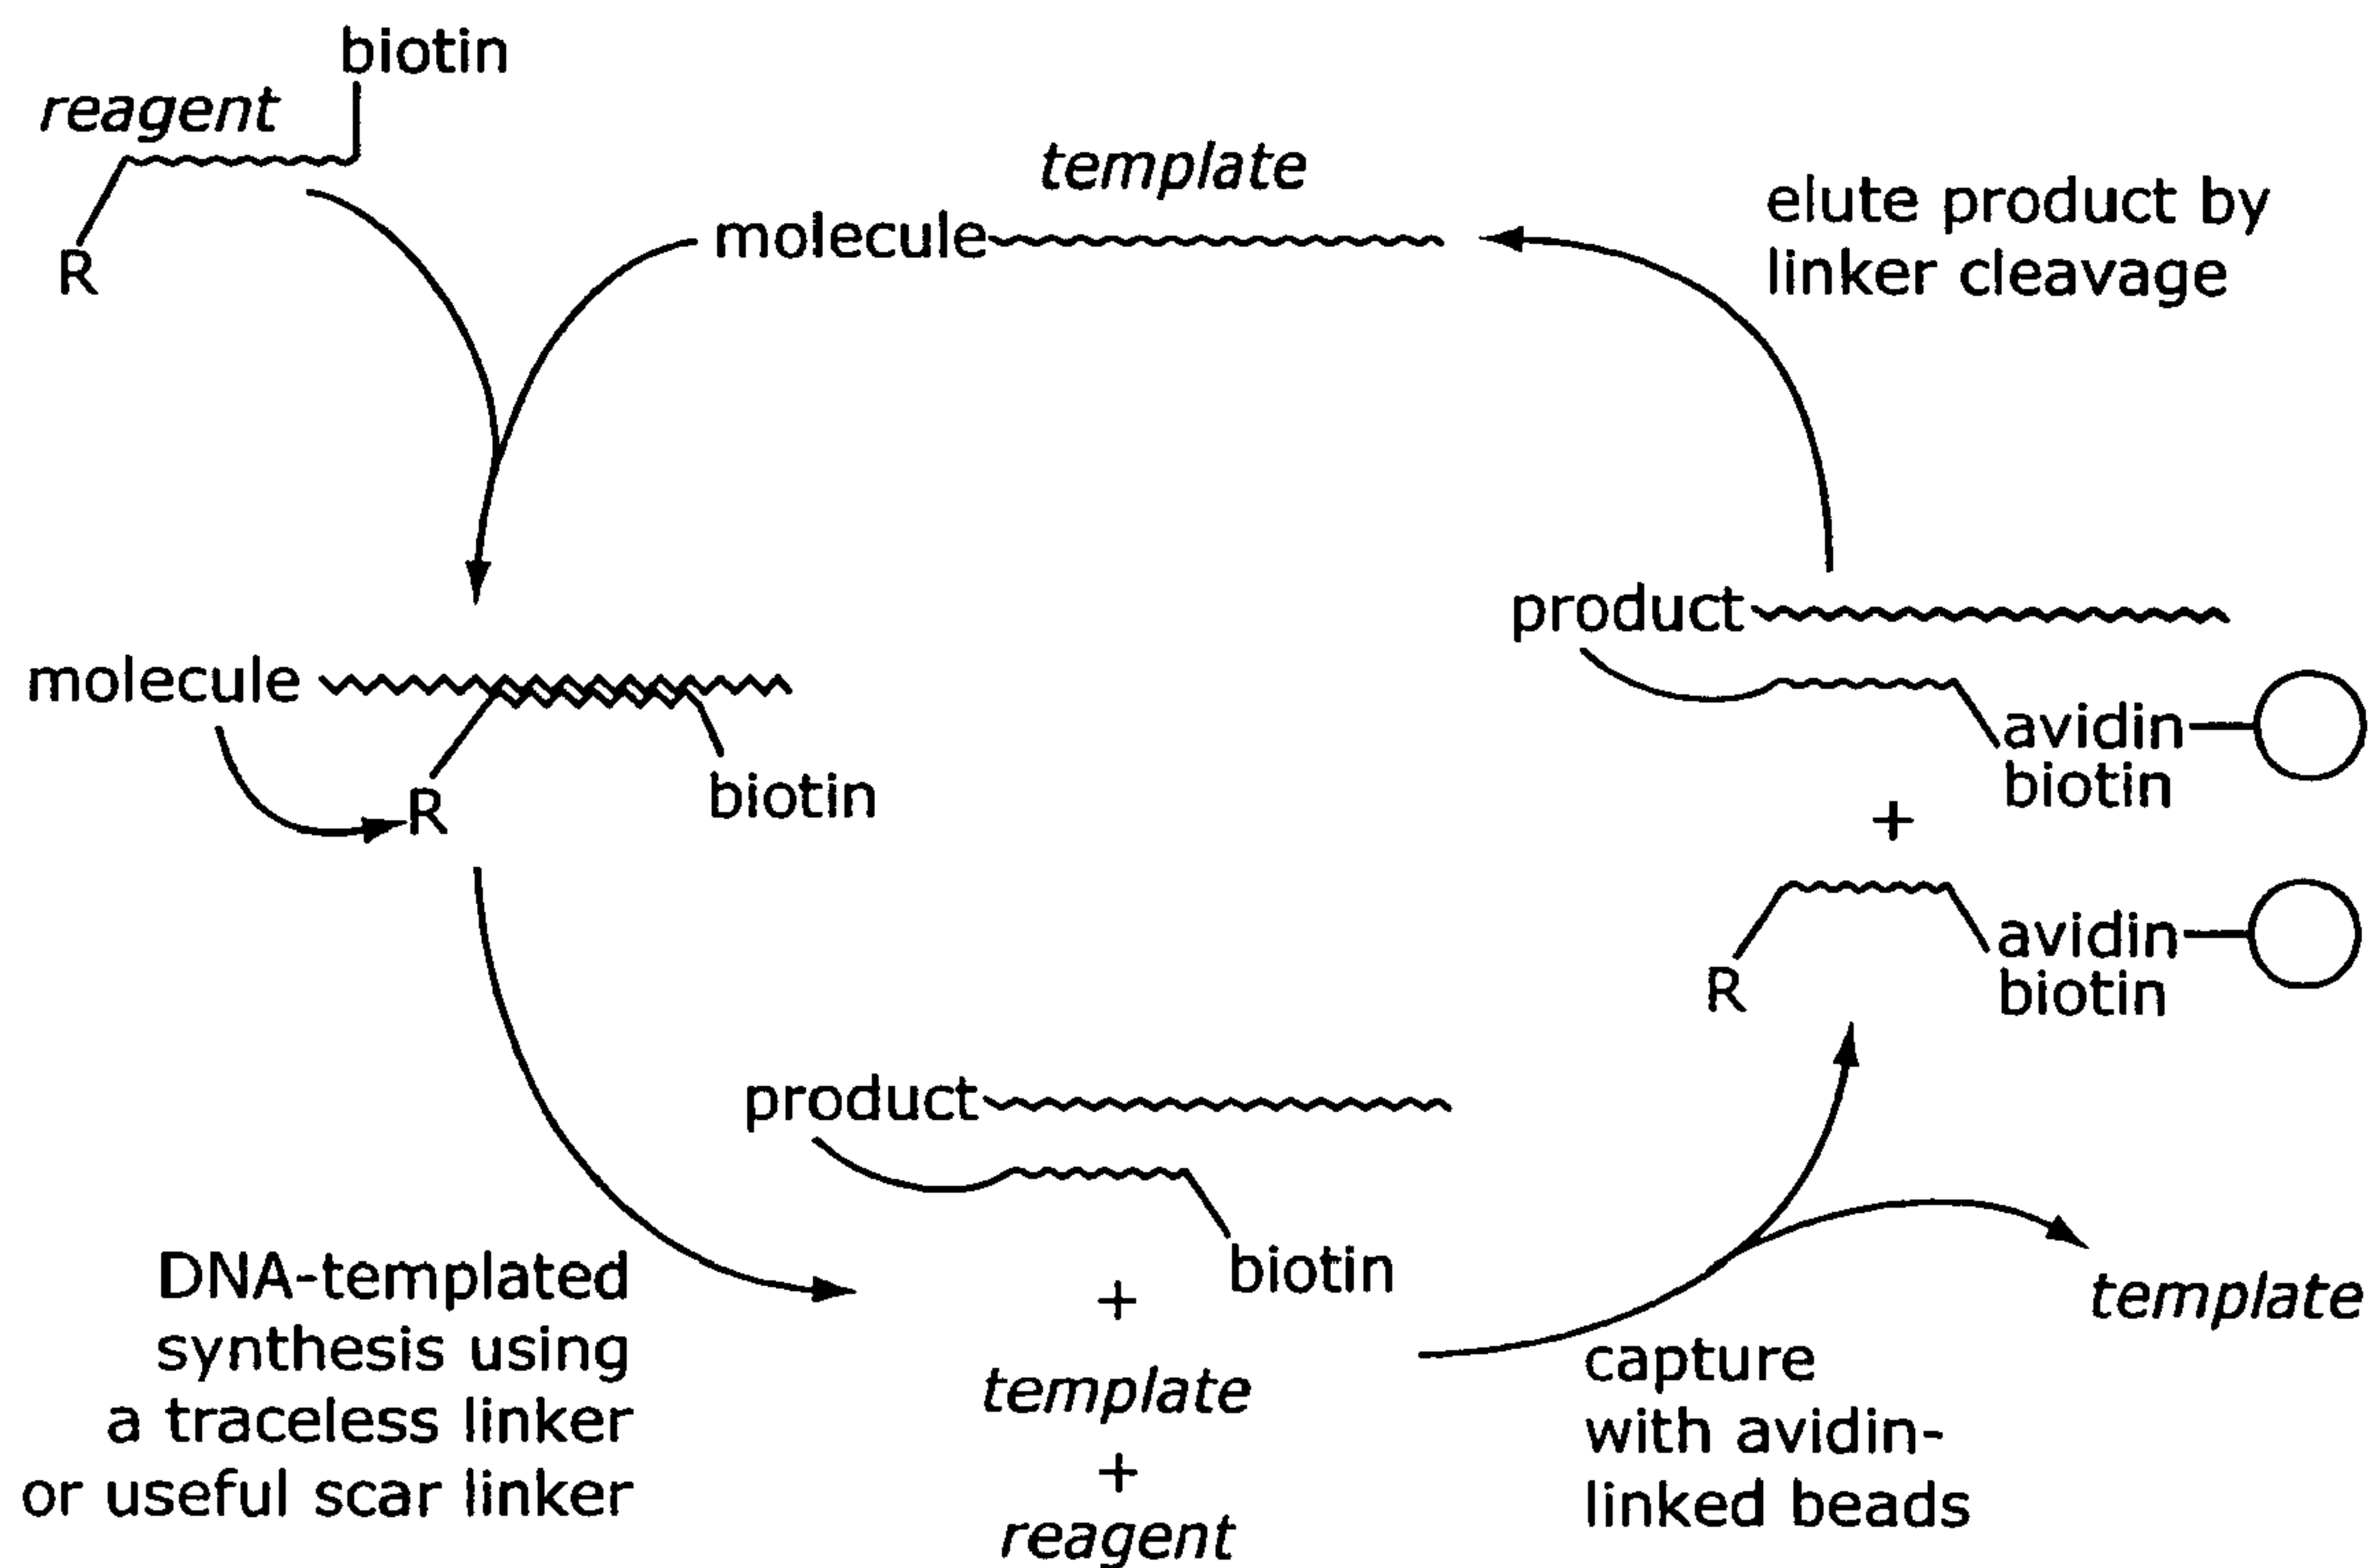 biotin
reagent
R
template
molecule
elute product by
linker cleavage
molecule
R
biotin
product
avidin
biotin
+
R
avidin
biotin
product
biotin
+
template
+
reagent
DNA-templated
synthesis using
a traceless linker
or useful scar linker
template
capture
with avidin-
linked beads